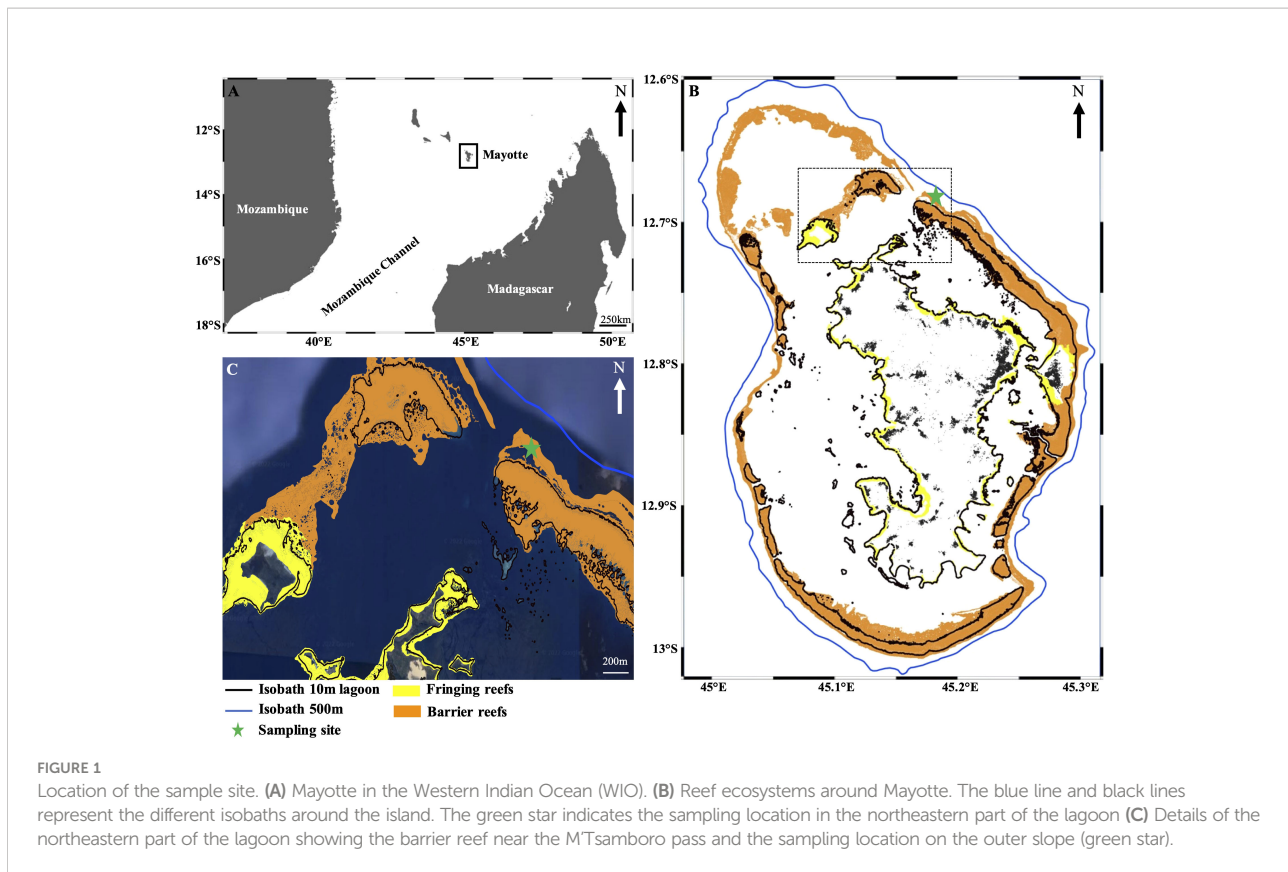 A
N
12°S
14°S
16°S
18°S
Mayotte
Mozambique
Mozambique Channel
Madagascar
250km
40°E
45°E
50°E
B
N
12.6°S
12.7°S
12.8°S
12.9°S
13°S
45°E
45.1°E
45.2°E
45.3°E
C
N
200m
Isobath 10m lagoon
Isobath 500m
Sampling site
Fringing reefs
Barrier reefs
FIGURE 1
Location of the sample site. (A) Mayotte in the Western Indian Ocean (WIO). (B) Reef ecosystems around Mayotte. The blue line and black lines
represent the different isobaths around the island. The green star indicates the sampling location in the northeastern part of the lagoon (C) Details of the
northeastern part of the lagoon showing the barrier reef near the M'Tsamboro pass and the sampling location on the outer slope (green star).